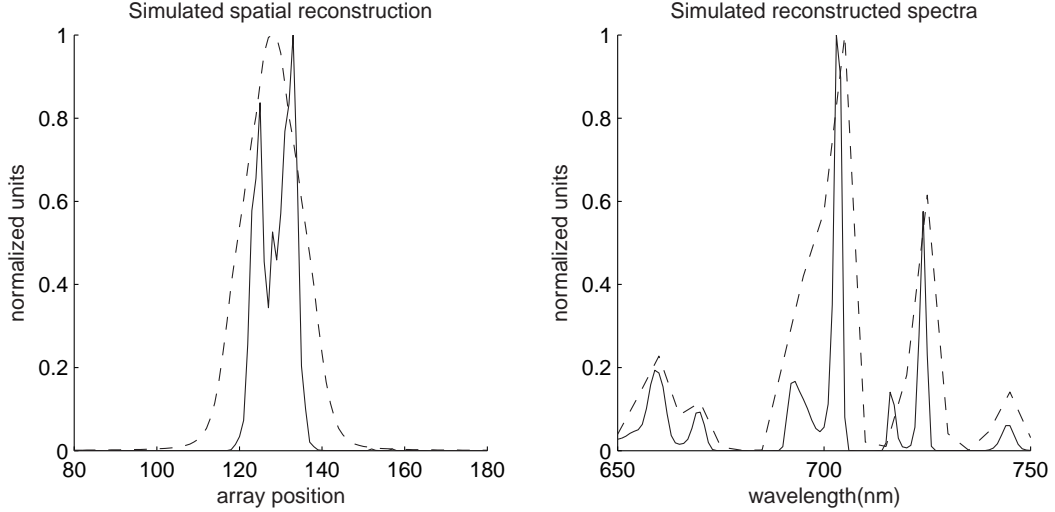 Simulated spatial reconstruction
1
0.8
0.6
0.4
0.2
0
80 100 120 140 160 180
normalized units
array position
Simulated reconstructed spectra
1
0.8
0.6
0.4
0.2
0
650 700 750
normalized units
wavelength(nm)